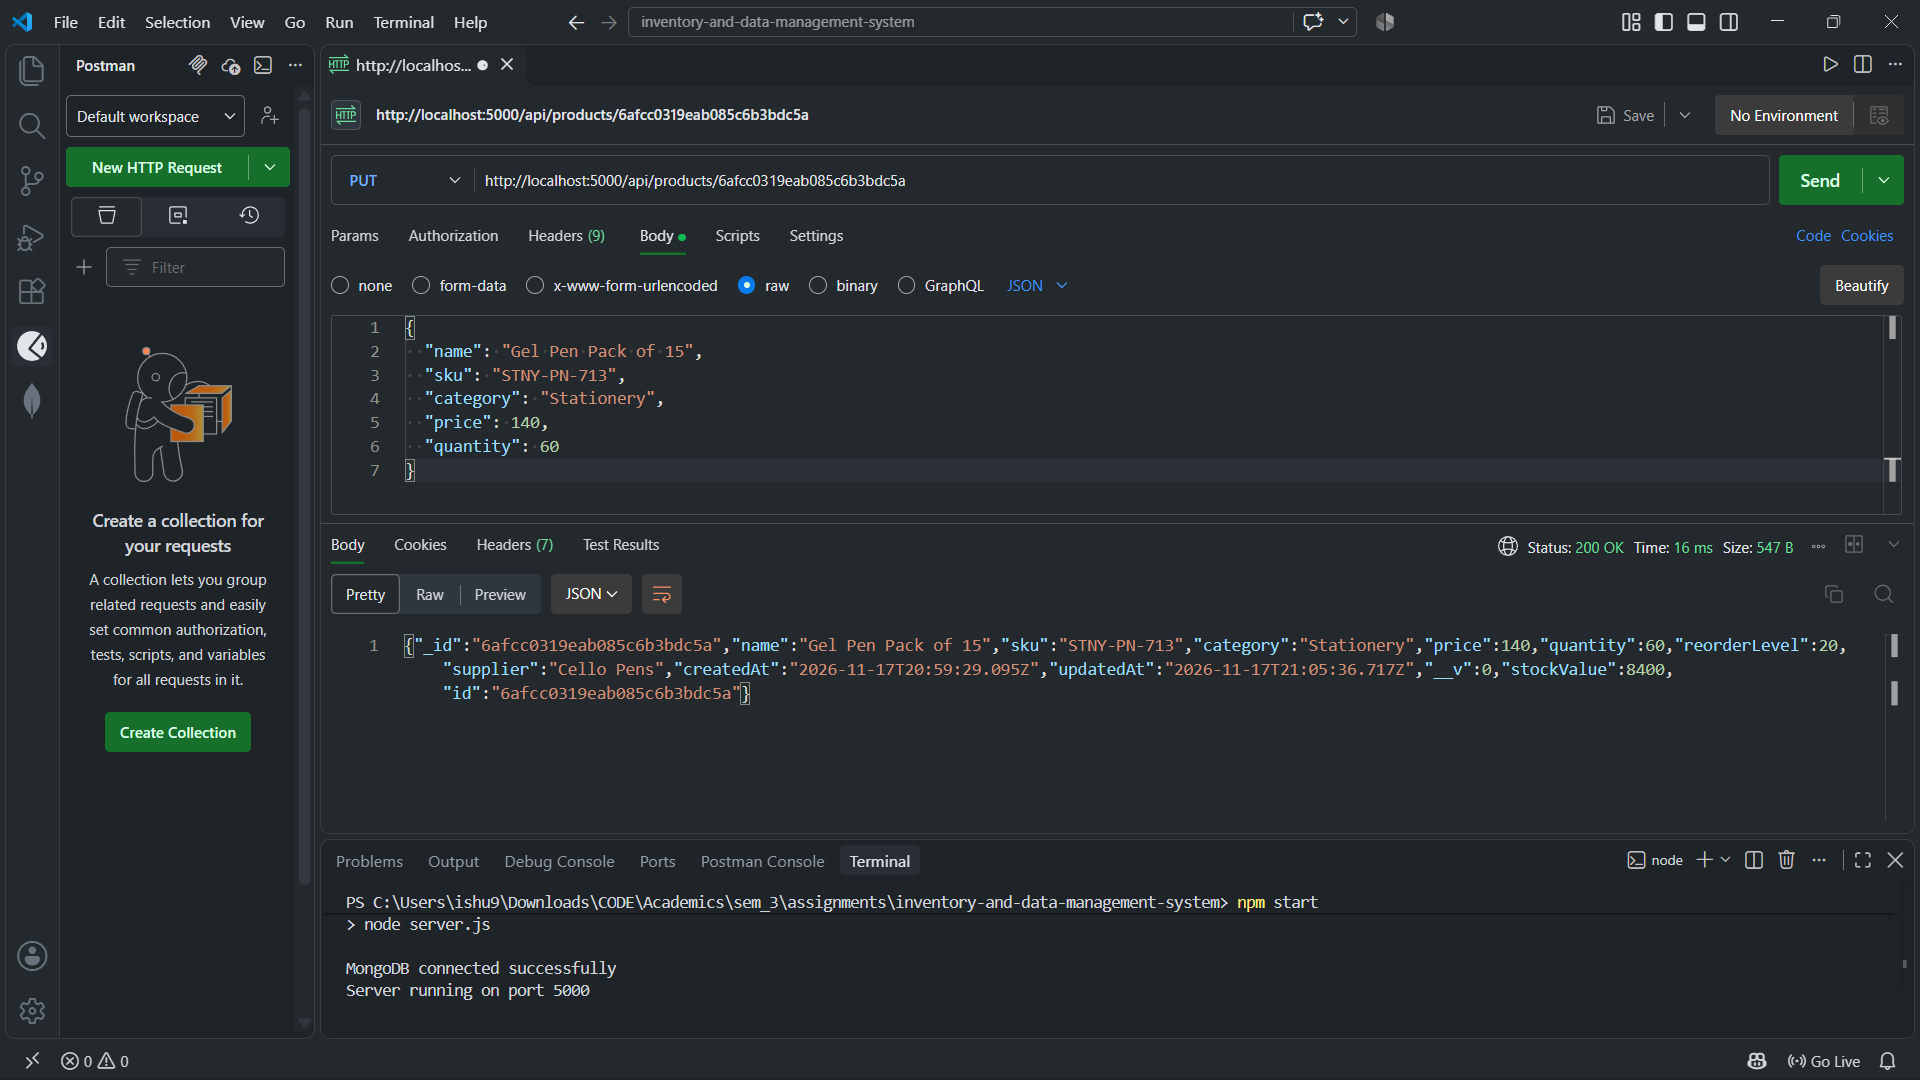 File Edit Selection View Go Run Terminal Help
inventory-and-data-management-system
Postman
http://localhos...
Default workspace
HTTP http://localhost:5000/api/products/6afcc0319eab085c6b3bdc5a
Save
No Environment
New HTTP Request
PUT http://localhost:5000/api/products/6afcc0319eab085c6b3bdc5a
Send
Params Authorization Headers (9) Body Scripts Settings
Code Cookies
Filter
none form-data x-www-form-urlencoded raw binary GraphQL JSON
Beautify
1 {
2 "name": "Gel Pen Pack of 15",
3 "sku": "STNY-PN-713",
4 "category": "Stationery",
5 "price": 140,
6 "quantity": 60
7 }
Create a collection for
your requests
A collection lets you group
related requests and easily
set common authorization,
tests, scripts, and variables
for all requests in it.
Create Collection
Body Cookies Headers (7) Test Results
Status: 200 OK Time: 16 ms Size: 547 B
Pretty Raw Preview JSON
1 {"_id":"6afcc0319eab085c6b3bdc5a","name":"Gel Pen Pack of 15","sku":"STNY-PN-713","category":"Stationery","price":140,"quantity":60,"reorderLevel":20,
"supplier":"Cello Pens","createdAt":"2026-11-17T20:59:29.095Z","updatedAt":"2026-11-17T21:05:36.717Z","__v":0,"stockValue":8400,
"id":"6afcc0319eab085c6b3bdc5a"}
Problems Output Debug Console Ports Postman Console Terminal
node
PS C:\Users\ishu9\Downloads\CODE\Academics\sem_3\assignments\inventory-and-data-management-system> npm start
> node server.js
MongoDB connected successfully
Server running on port 5000
0 0
Go Live